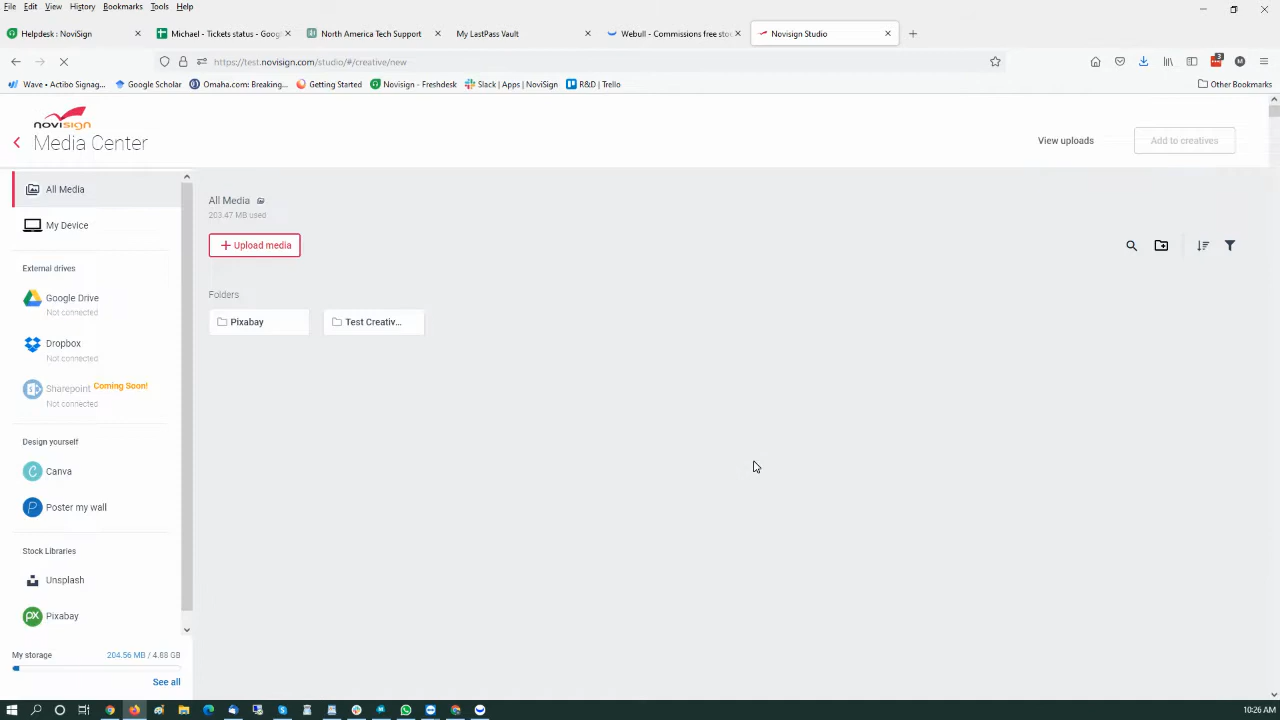 File Edit View History Bookmarks Tools Help
Helpdesk : NoviSign
Michael - Tickets status - Googl
North America Tech Support
My LastPass Vault
Webull - Commissions free stoc
Novisign Studio
https://test.novisign.com/studio/#/creative/new
3
M
Wave • Actibo Signag...
Google Scholar
Omaha.com: Breaking...
Getting Started
Novisign - Freshdesk
Slack | Apps | NoviSign
R&D | Trello
Other Bookmarks
novisign
Media Center
View uploads
Add to creatives
All Media
My Device
External drives
Google Drive
Not connected
Dropbox
Not connected
Sharepoint Coming Soon!
Not connected
Design yourself
Canva
Poster my wall
Stock Libraries
Unsplash
Pixabay
My storage 204.56 MB / 4.88 GB
See all
All Media
203.47 MB used
+ Upload media
Folders
Pixabay
Test Creativ...
10:26 AM